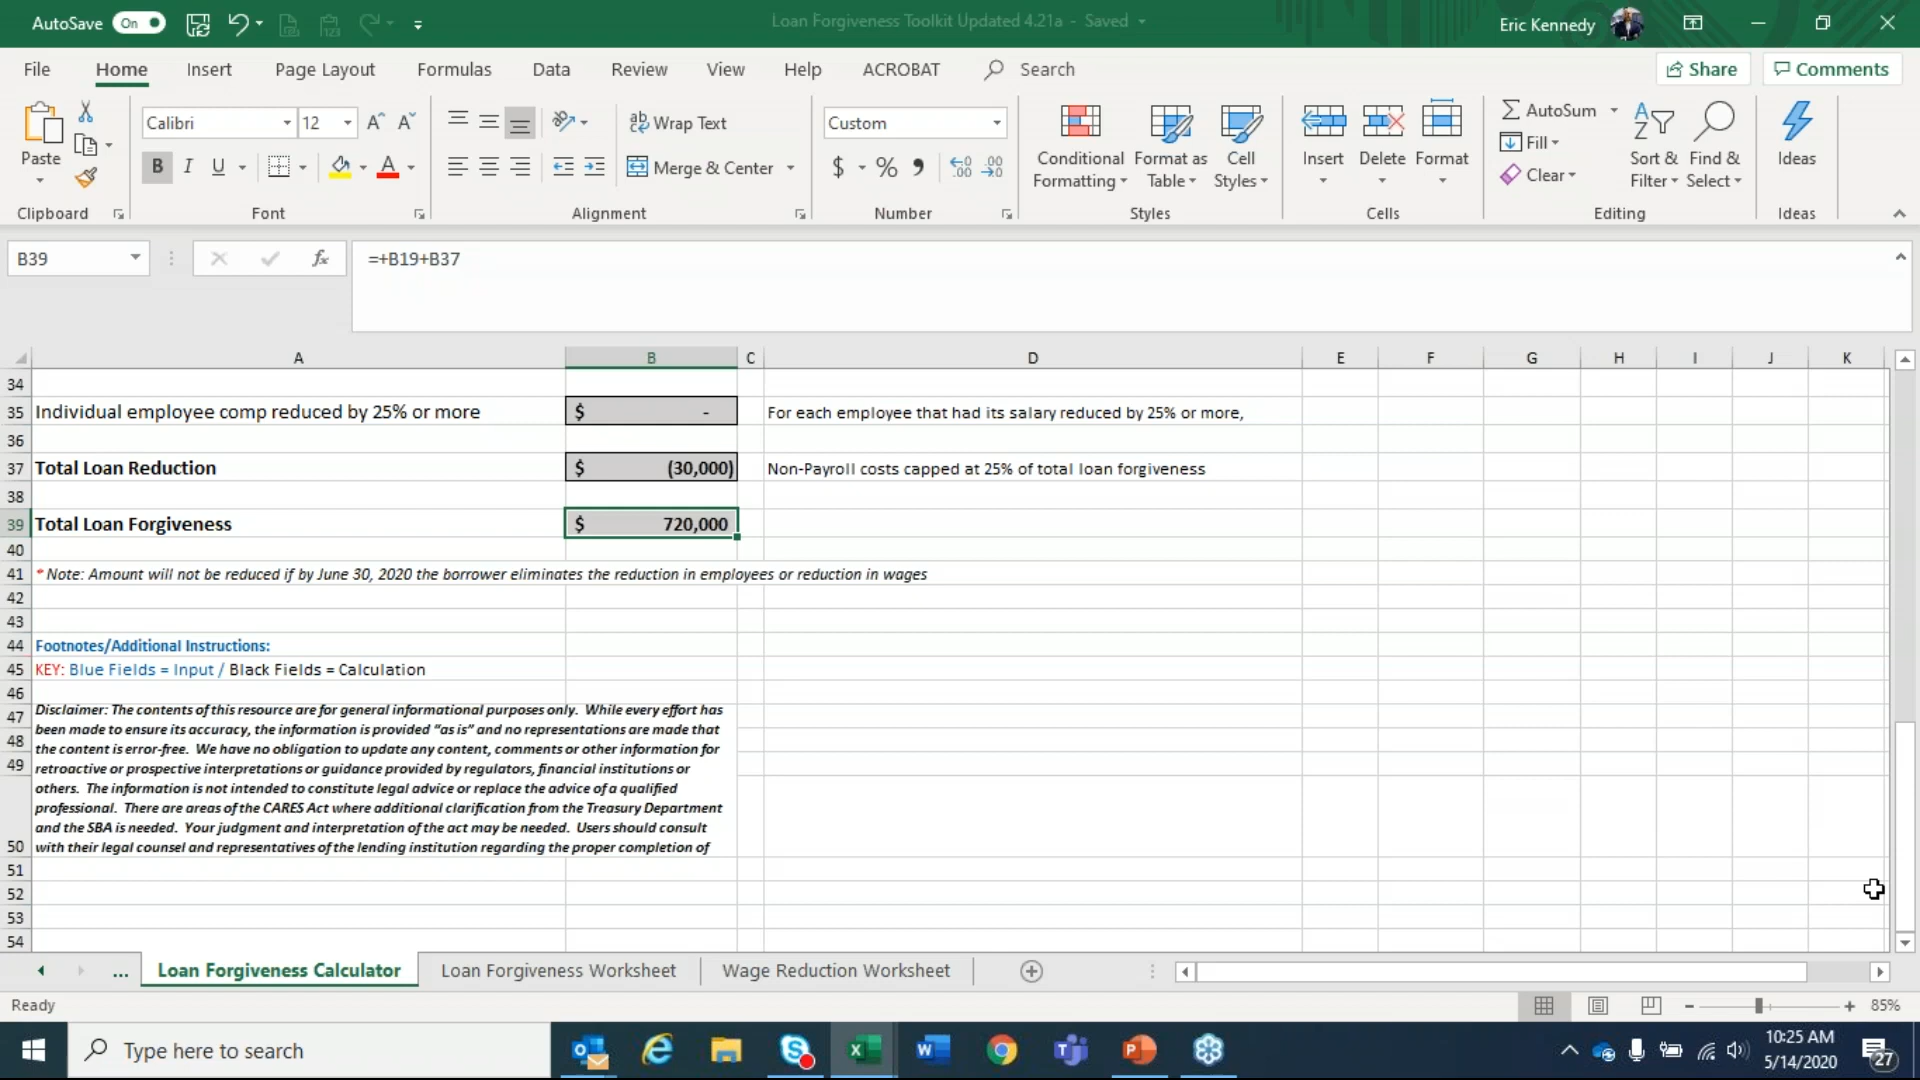 AutoSave On
Loan Forgiveness Toolkit Updated 4.21a - Saved
Eric Kennedy
File Home Insert Page Layout Formulas Data Review View Help ACROBAT Search
Share Comments
Paste
Clipboard
Calibri 12
B I U A
Font
Wrap Text
Merge & Center
Alignment
Custom
$ % ,
Number
Conditional Formatting
Format as Table
Cell Styles
Styles
Insert Delete Format
Cells
AutoSum
Fill
Clear
Sort & Filter
Find & Select
Editing
Ideas
Ideas
B39 fx =+B19+B37
A B C D E F G H I J K
34
35 Individual employee comp reduced by 25% or more $ - For each employee that had its salary reduced by 25% or more,
36
37 Total Loan Reduction $ (30,000) Non-Payroll costs capped at 25% of total loan forgiveness
38
39 Total Loan Forgiveness $ 720,000
40
41 * Note: Amount will not be reduced if by June 30, 2020 the borrower eliminates the reduction in employees or reduction in wages
42
43
44 Footnotes/Additional Instructions:
45 KEY: Blue Fields = Input / Black Fields = Calculation
46
47
48
49
50
Disclaimer: The contents of this resource are for general informational purposes only. While every effort has
been made to ensure its accuracy, the information is provided "as is" and no representations are made that
the content is error-free. We have no obligation to update any content, comments or other information for
retroactive or prospective interpretations or guidance provided by regulators, financial institutions or
others. The information is not intended to constitute legal advice or replace the advice of a qualified
professional. There are areas of the CARES Act where additional clarification from the Treasury Department
and the SBA is needed. Your judgment and interpretation of the act may be needed. Users should consult
with their legal counsel and representatives of the lending institution regarding the proper completion of
51
52
53
54
... Loan Forgiveness Calculator Loan Forgiveness Worksheet Wage Reduction Worksheet
Ready
85%
Type here to search
10:25 AM
5/14/2020
27